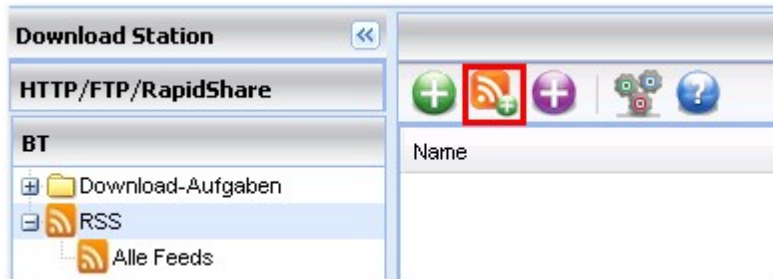 Download Station
HTTP/FTP/RapidShare
BT
Download-Aufgaben
RSS
Alle Feeds
Name